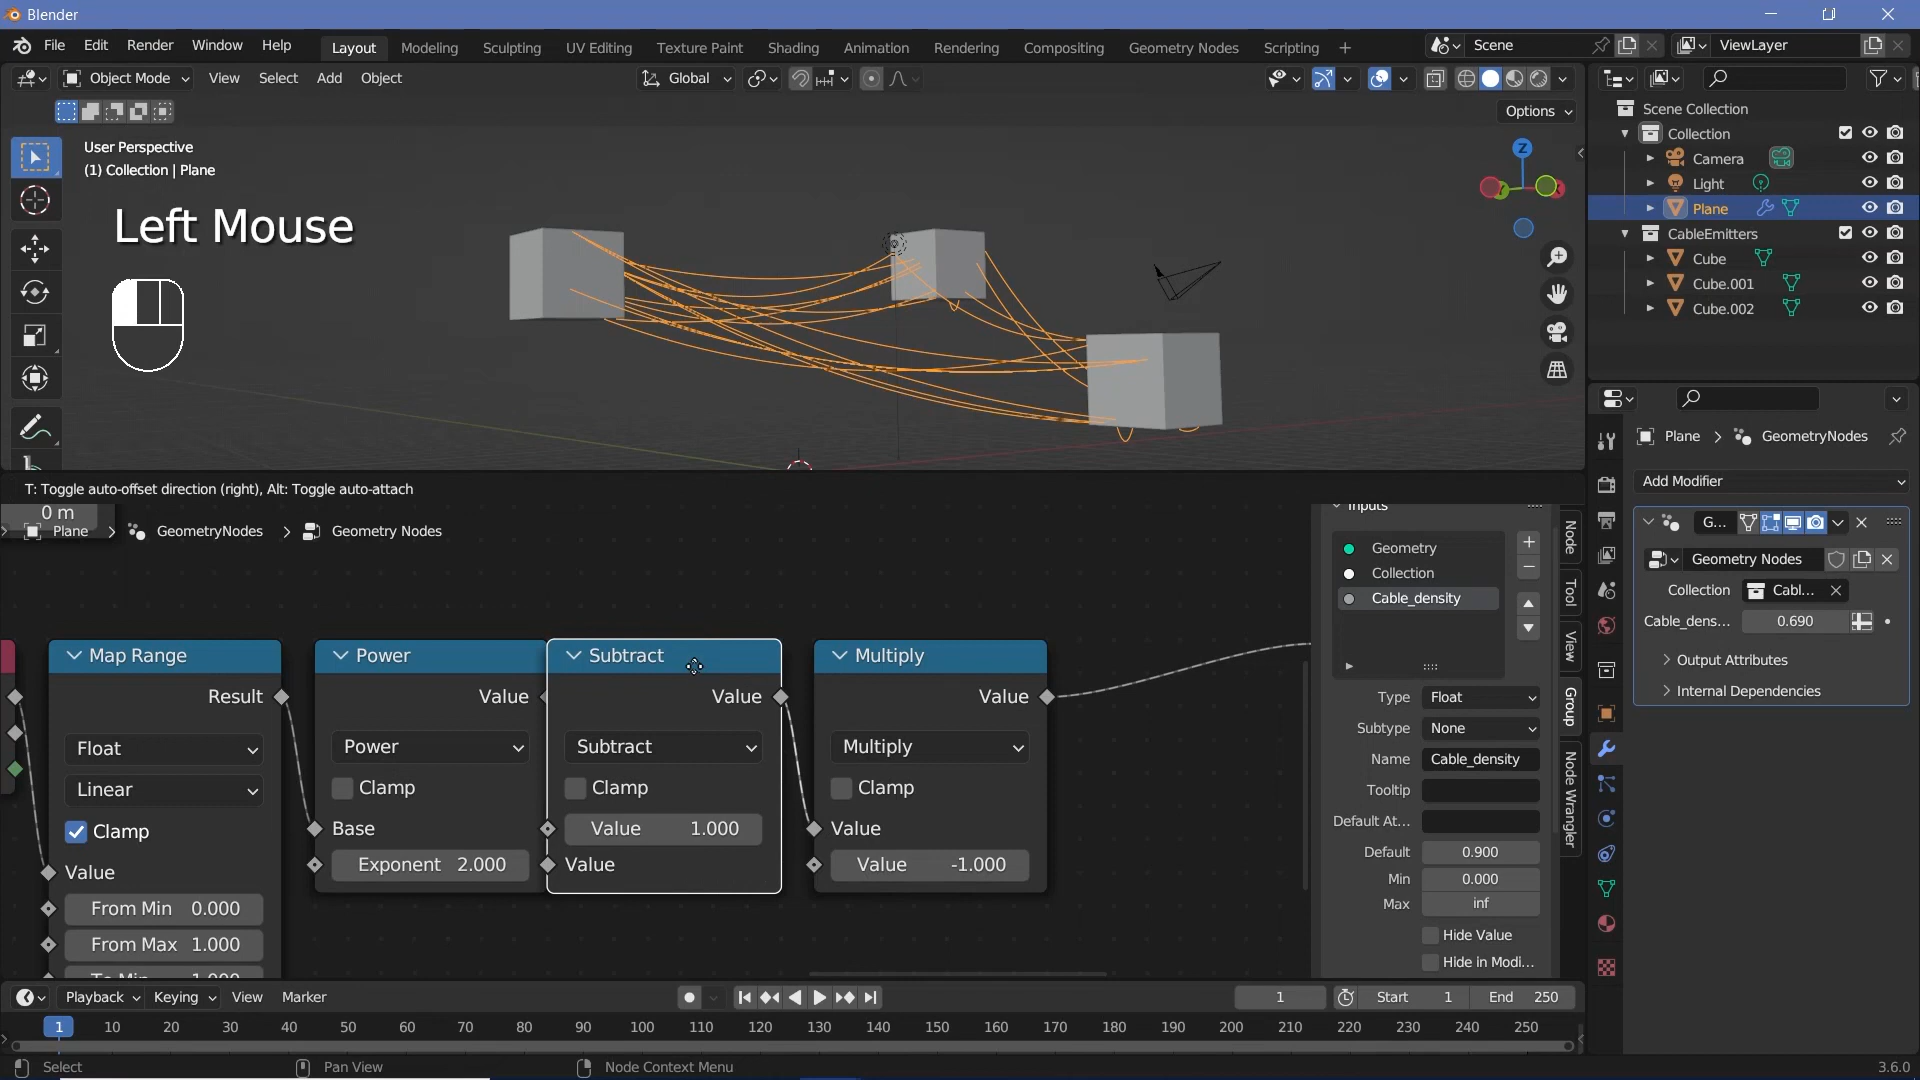 Blender
File Edit Render Window Help
Layout Modeling Sculpting UV Editing Texture Paint Shading Animation Rendering Compositing Geometry Nodes Scripting +
Scene
ViewLayer
Object Mode View Select Add Object
Global
Options
User Perspective
(1) Collection | Plane
Left Mouse
Z
Scene Collection
Collection
Camera
Light
Plane
CableEmitters
Cube
Cube.001
Cube.002
Plane > GeometryNodes
Add Modifier
G...
Geometry Nodes
Collection Cabl...
Cable_dens... 0.690
Output Attributes
Internal Dependencies
T: Toggle auto-offset direction (right), Alt: Toggle auto-attach
0 m
Plane > GeometryNodes > Geometry Nodes
Map Range
Result
Float
Linear
Clamp
Value
From Min 0.000
From Max 1.000
To Min 1.000
Power
Value
Power
Clamp
Base
Exponent 2.000
Subtract
Value
Subtract
Clamp
Value 1.000
Value
Multiply
Value
Multiply
Clamp
Value
Value -1.000
Inputs
Geometry
Collection
Cable_density
Type Float
Subtype None
Name Cable_density
Tooltip
Default At...
Default 0.900
Min 0.000
Max inf
Hide Value
Hide in Modi...
Node
Tool
View
Group
Node Wrangler
Playback Keying View Marker
1 Start 1 End 250
1 10 20 30 40 50 60 70 80 90 100 110 120 130 140 150 160 170 180 190 200 210 220 230 240 250
Select Pan View Node Context Menu 3.6.0